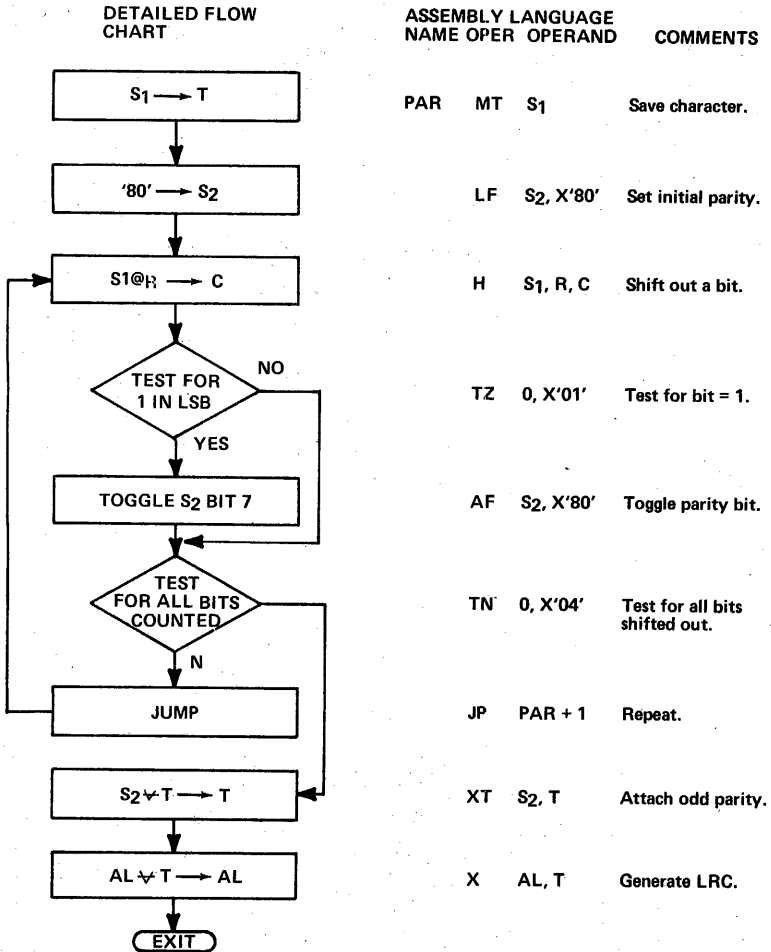 DETAILED FLOW
CHART
ASSEMBLY LANGUAGE
NAME OPER OPERAND COMMENTS
S1 → T
PAR MT S1 Save character.
'80' → S2
LF S2, X'80' Set initial parity.
S1@R → C
H S1, R, C Shift out a bit.
TEST FOR
1 IN LSB
NO
YES
TZ 0, X'01' Test for bit = 1.
TOGGLE S2 BIT 7
AF S2, X'80' Toggle parity bit.
TEST
FOR ALL BITS
COUNTED
N
TN 0, X'04' Test for all bits
shifted out.
JUMP
JP PAR + 1 Repeat.
S2 ⊻ T → T
XT S2, T Attach odd parity.
AL ⊻ T → AL
X AL, T Generate LRC.
EXIT